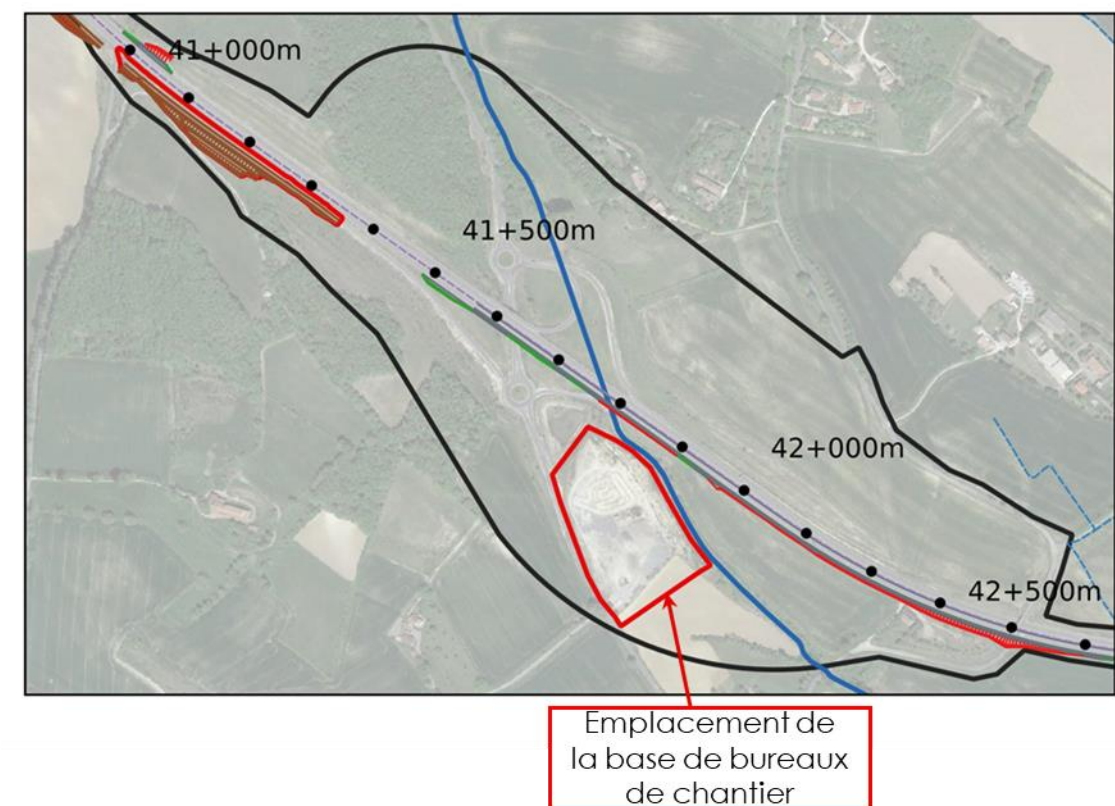 41+000m
41+500m
42+000m
42+500m
Emplacement de
la base de bureaux
de chantier